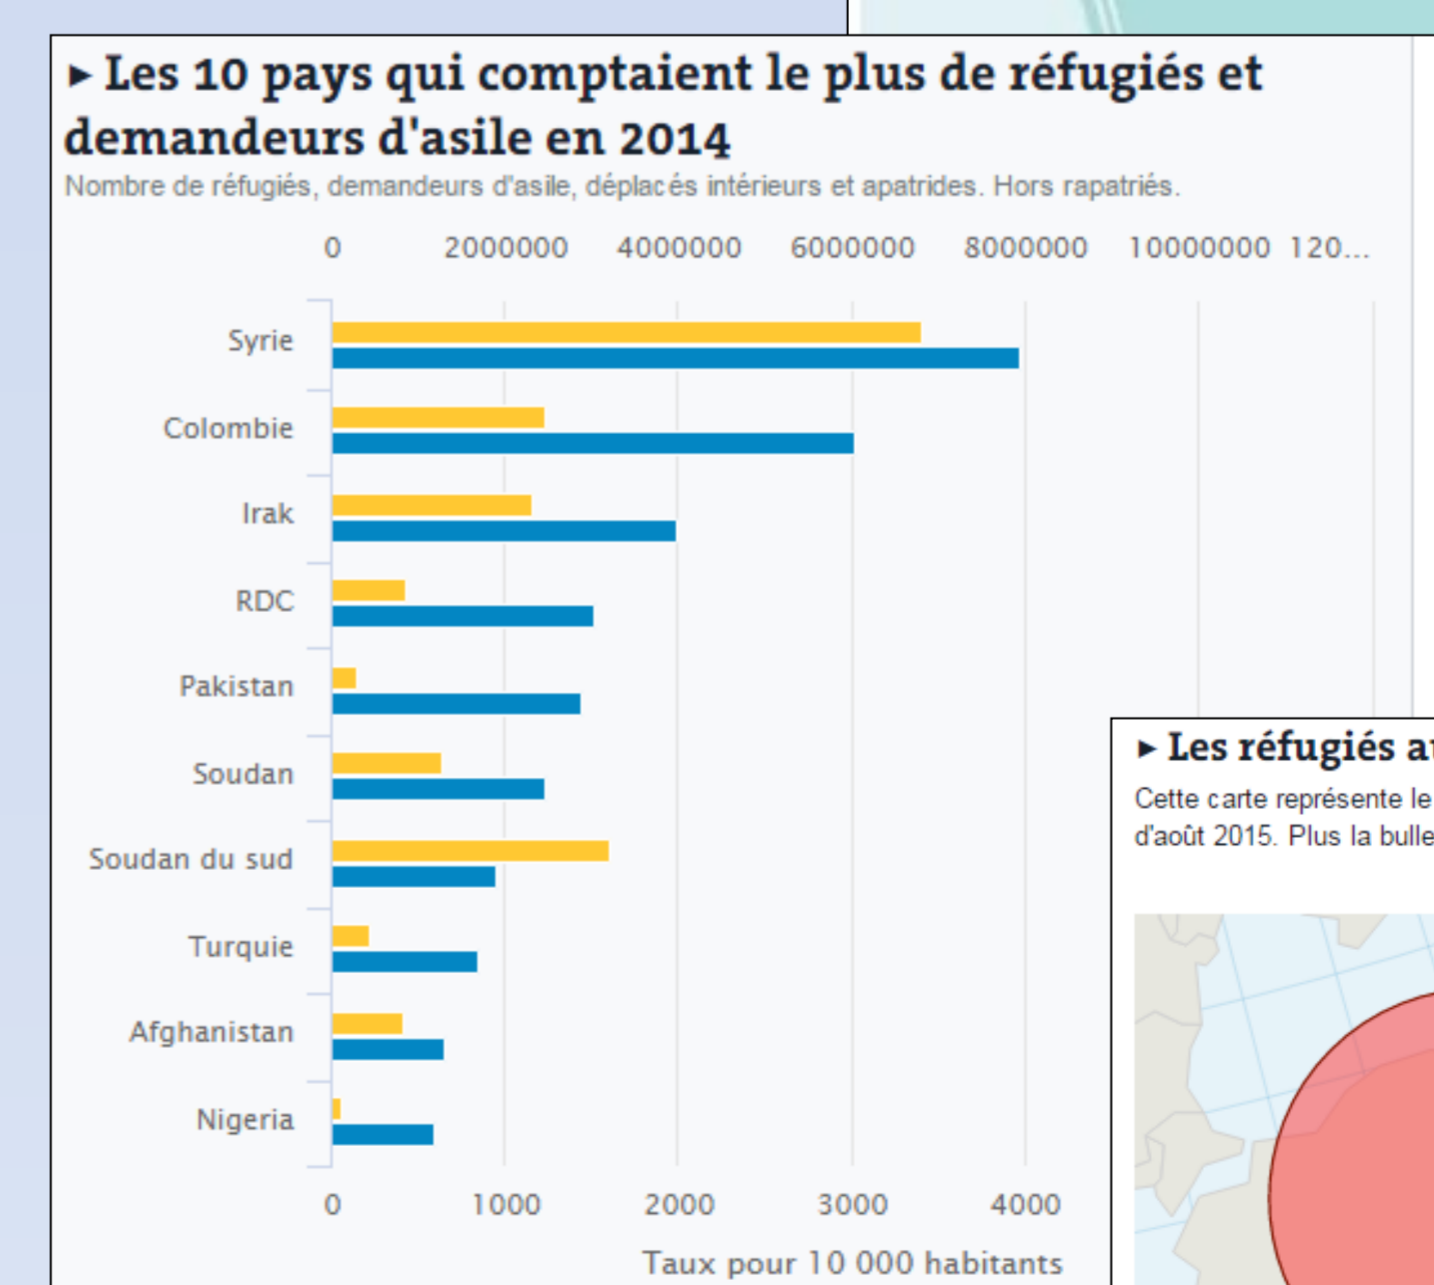 ► Les 10 pays qui comptaient le plus de réfugiés et
demandeurs d'asile en 2014
Nombre de réfugiés, demandeurs d'asile, déplacés intérieurs et apatrides. Hors rapatriés.
0 2000000 4000000 6000000 8000000 10000000 120...
Syrie
Colombie
Irak
RDC
Pakistan
Soudan
Soudan du sud
Turquie
Afghanistan
Nigeria
0 1000 2000 3000 4000
Taux pour 10 000 habitants
► Les réfugiés
Cette carte représente le
d'août 2015. Plus la bulle